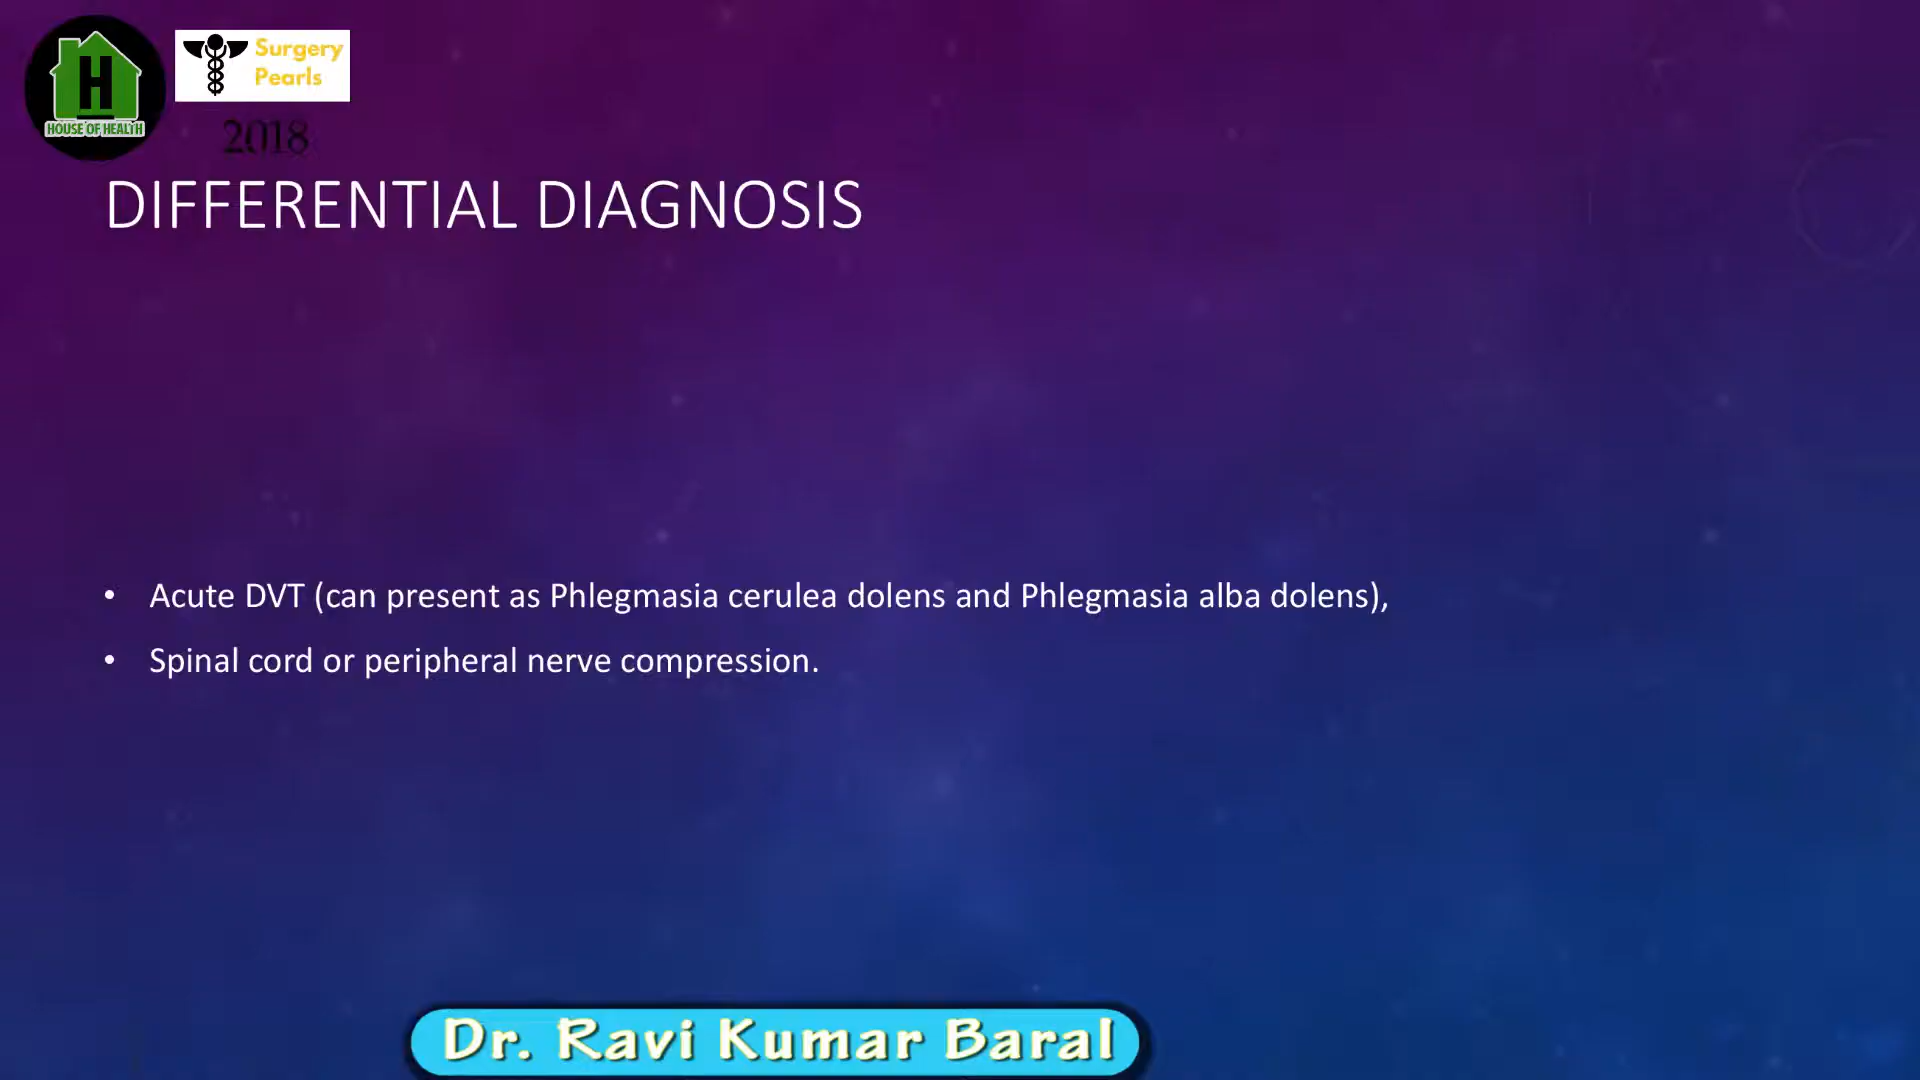 H
HOUSE OF HEALTH
Surgery
Pearls
2018
DIFFERENTIAL DIAGNOSIS
• Acute DVT (can present as Phlegmasia cerulea dolens and Phlegmasia alba dolens),
• Spinal cord or peripheral nerve compression.
Dr. Ravi Kumar Baral